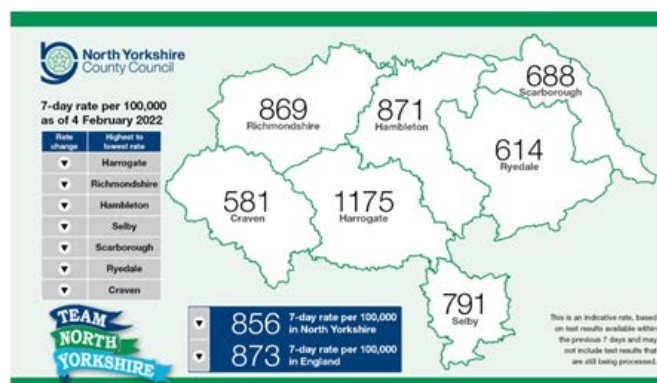 North Yorkshire
County Council
7-day rate per 100,000
as of 4 February 2022
Rate
change
Highest to
lowest rate
Harrogate
Richmondshire
Hambleton
Selby
Scarborough
Ryedale
Craven
869
Richmondshire
871
Hambleton
688
Scarborough
614
Ryedale
581
Craven
1175
Harrogate
791
Selby
TEAM
NORTH
YORKSHIRE
856 7-day rate per 100,000
in North Yorkshire
873 7-day rate per 100,000
in England
This is an indicative rate, based
on test results available within
the previous 7 days and may
not include test results that
are still being processed.